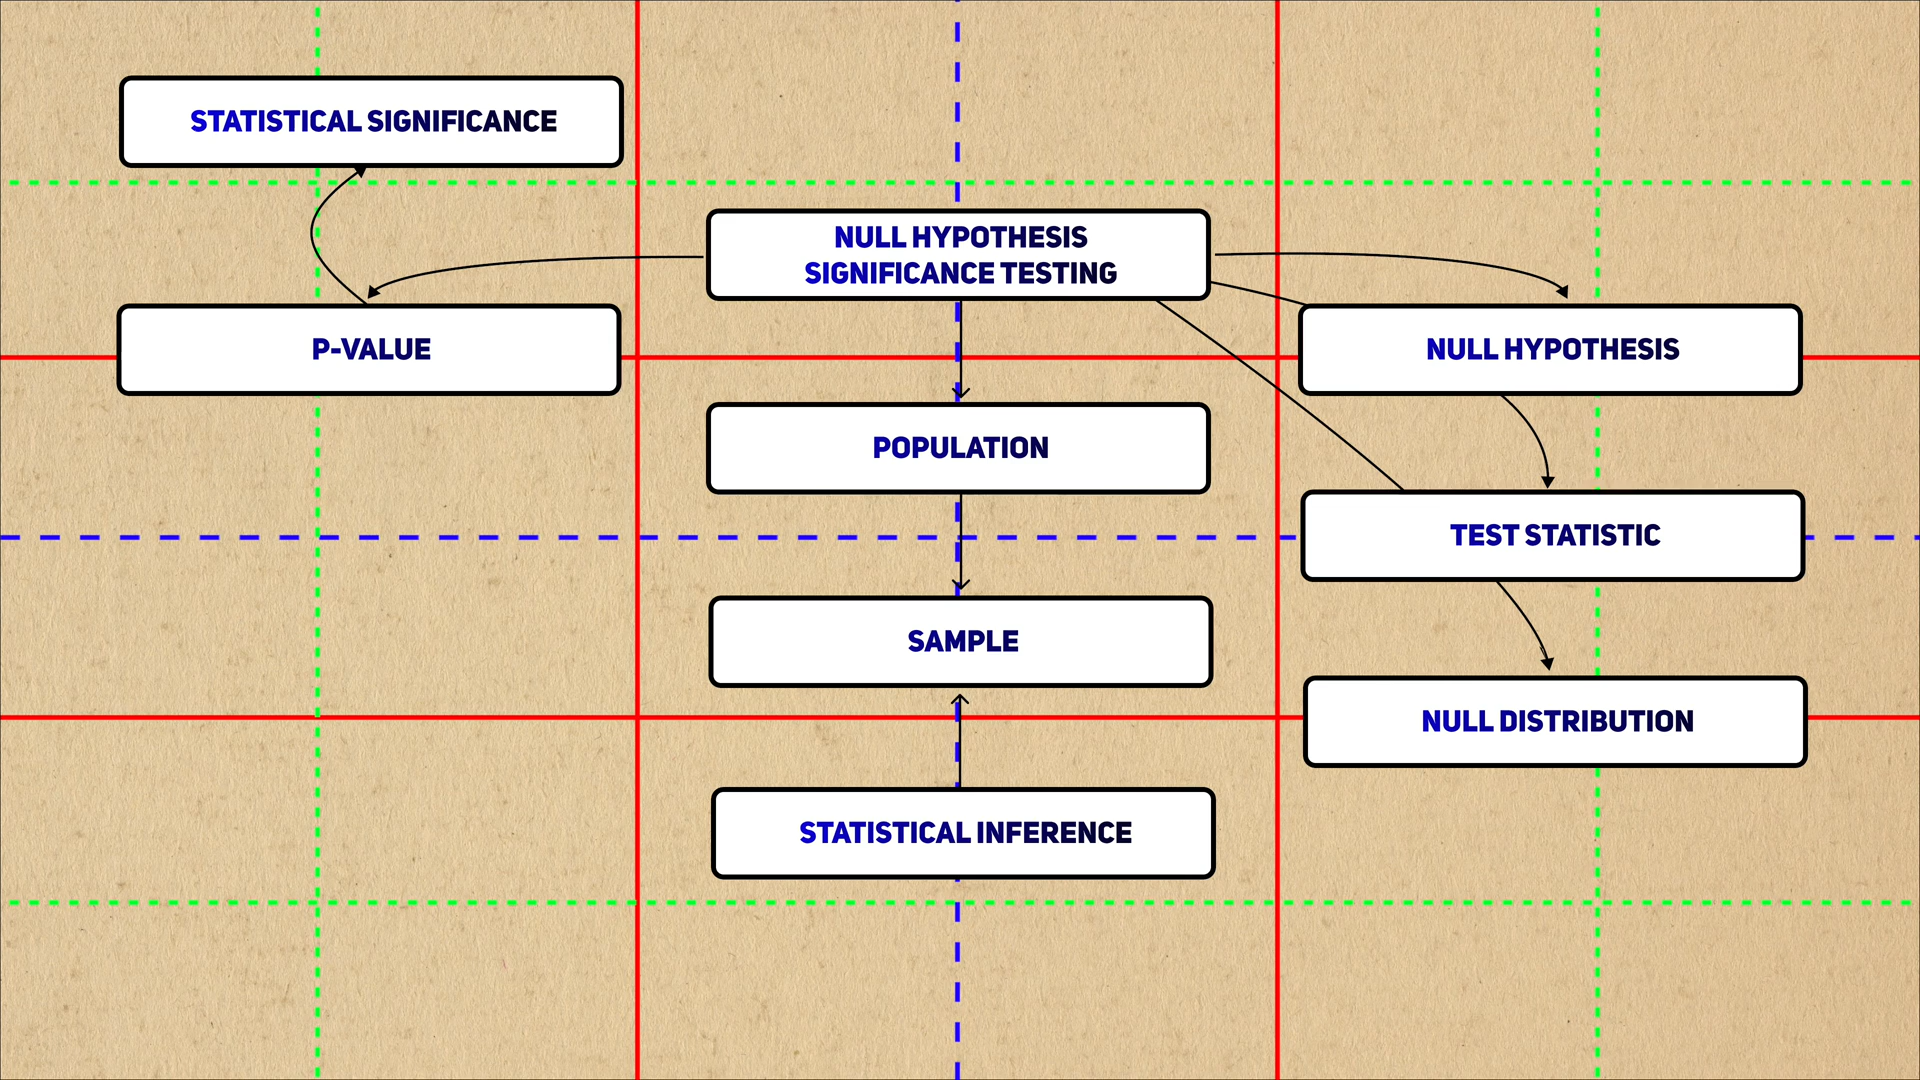 STATISTICAL SIGNIFICANCE
NULL HYPOTHESIS
SIGNIFICANCE TESTING
P-VALUE
NULL HYPOTHESIS
POPULATION
TEST STATISTIC
SAMPLE
NULL DISTRIBUTION
STATISTICAL INFERENCE